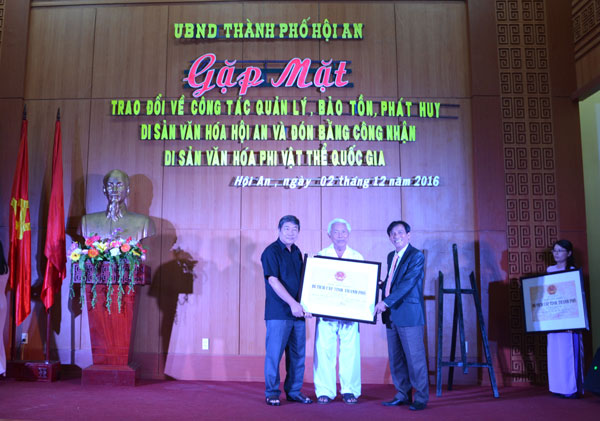 UBND THÀNH PHỐ HỘI AN
Gặp Mặt
TRAO ĐỔI VỀ CÔNG TÁC QUẢN LÝ, BẢO TỒN, PHÁT HUY
DI SẢN VĂN HÓA HỘI AN VÀ ĐÓN BẰNG CÔNG NHẬN
DI SẢN VĂN HÓA PHI VẬT THỂ QUỐC GIA
Hội An, ngày 02 tháng 12 năm 2016